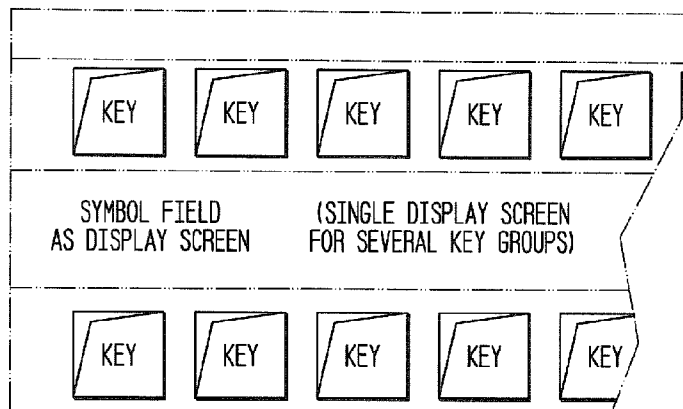 KEY KEY KEY KEY KEY
SYMBOL FIELD (SINGLE DISPLAY SCREEN
AS DISPLAY SCREEN FOR SEVERAL KEY GROUPS)
KEY KEY KEY KEY KEY